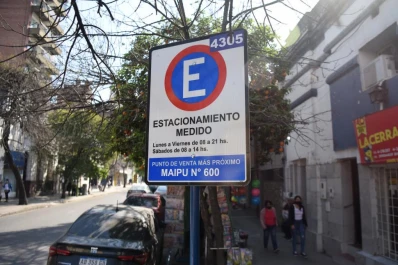 4305
E
ESTACIONAMIENTO
MEDIDO
Lunes a Viernes de 08 a 21 hs.
Sábados de 08 a 14 hs.
PUNTO DE VENTA MÁS PRÓXIMO
MAIPU N° 600
LACERRA